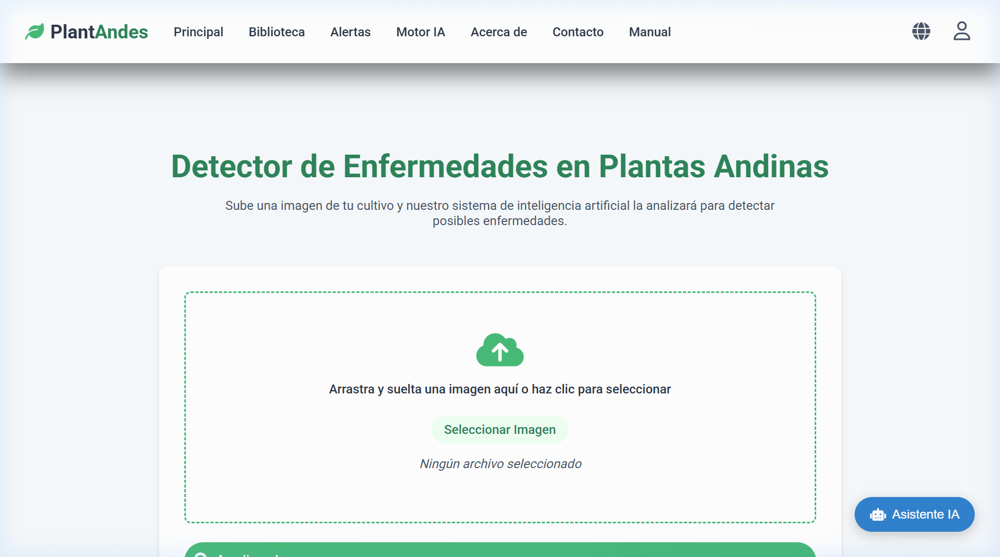 PlantAndes
Principal
Biblioteca
Alertas
Motor IA
Acerca de
Contacto
Manual
Detector de Enfermedades en Plantas Andinas
Sube una imagen de tu cultivo y nuestro sistema de inteligencia artificial la analizará para detectar
posibles enfermedades.
Arrastra y suelta una imagen aquí o haz clic para seleccionar
Seleccionar Imagen
Ningún archivo seleccionado
Asistente IA